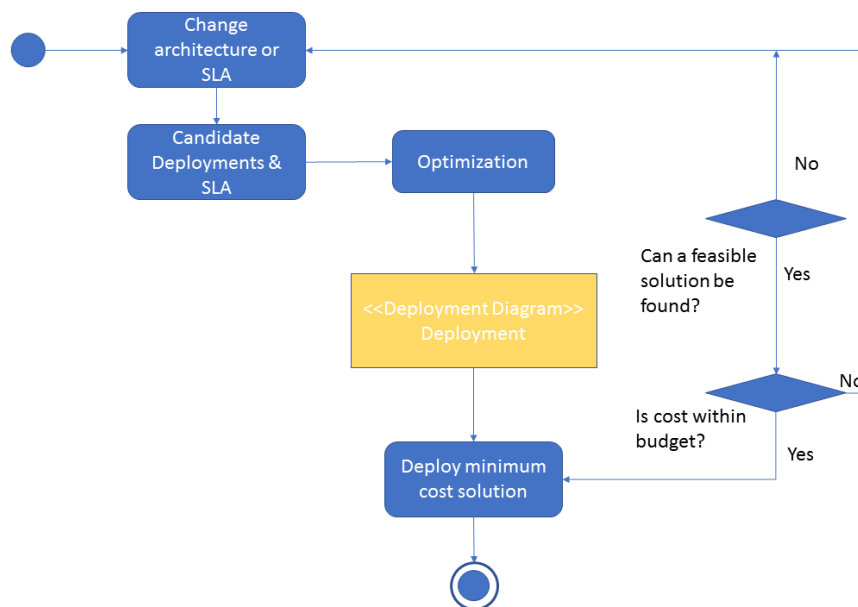 Change
architecture or
SLA
Candidate
Deployments &
SLA
Optimization
No
Can a feasible
solution be
found?
Yes
<<Deployment Diagram>>
Deployment
No
Is cost within
budget?
Yes
Deploy minimum
cost solution